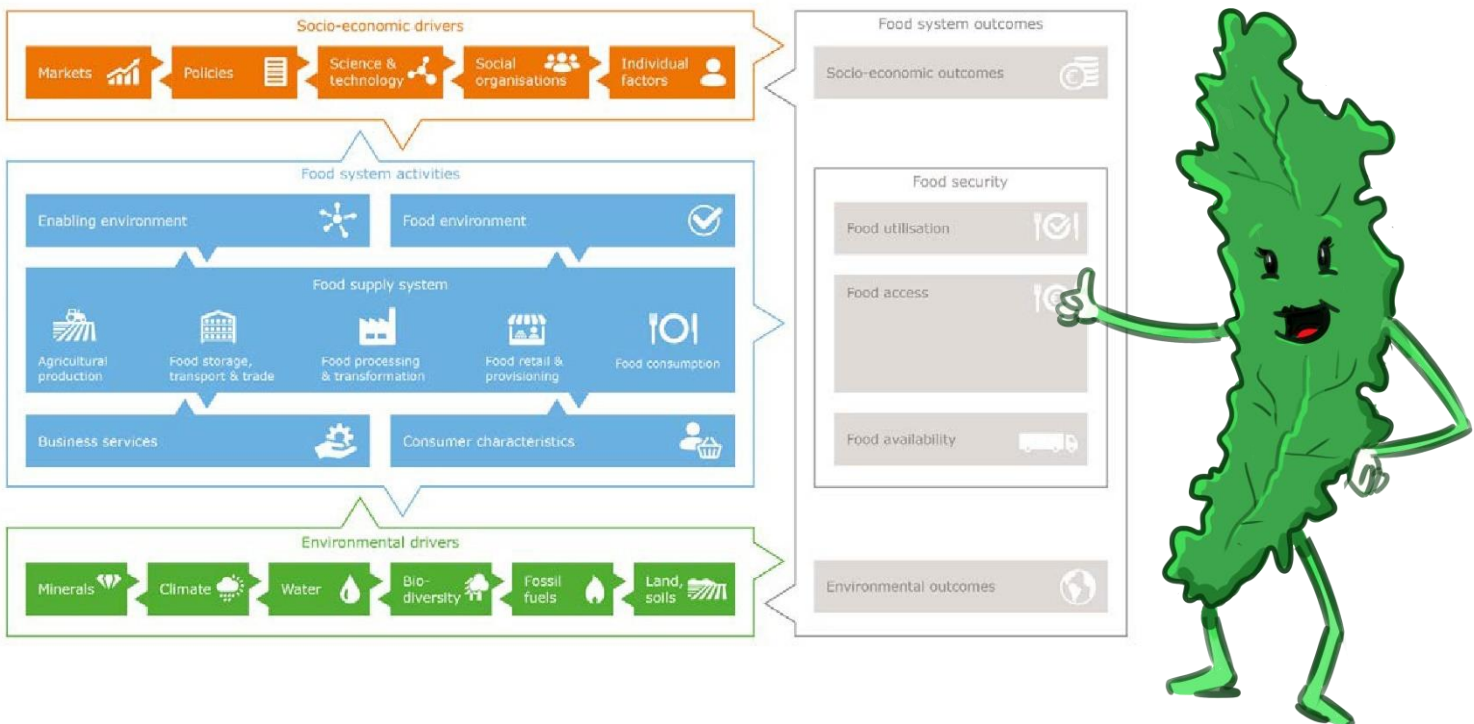 Socio-economic drivers
Markets
Policies
Science &
technology
Social
organisations
Individual
factors
Food system activities
Enabling environment
Food environment
Food supply system
Agricultural
production
Food storage,
transport & trade
Food processing
& transformation
Food retail &
provisioning
Food consumption
Business services
Consumer characteristics
Environmental drivers
Minerals
Climate
Water
Bio-
diversity
Fossil
fuels
Land,
soils
Food system outcomes
Socio-economic outcomes
Food security
Food utilisation
Food access
Food availability
Environmental outcomes